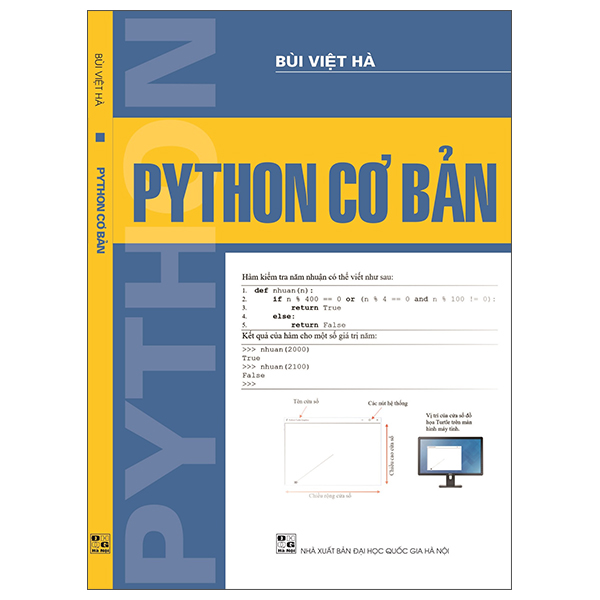 BÙI VIỆT HÀ
PYTHON CƠ BẢN
Hà Nội
PYTHON
BÙI VIỆT HÀ
PYTHON CƠ BẢN
Hàm kiểm tra năm nhuận có thể viết như sau:
1. def nhuan(n):
2. if n % 400 == 0 or (n % 4 == 0 and n % 100 != 0):
3. return True
4. else:
5. return False
Kết quả của hàm cho một số giá trị năm:
>>> nhuan(2000)
True
>>> nhuan(2100)
False
>>>
Tên cửa sổ
Các nút hệ thống
Chiều cao cửa sổ
Chiều rộng cửa sổ
Vị trí của cửa sổ đồ
họa Turtle trên màn
hình máy tính.
Hà Nội
NHÀ XUẤT BẢN ĐẠI HỌC QUỐC GIA HÀ NỘI